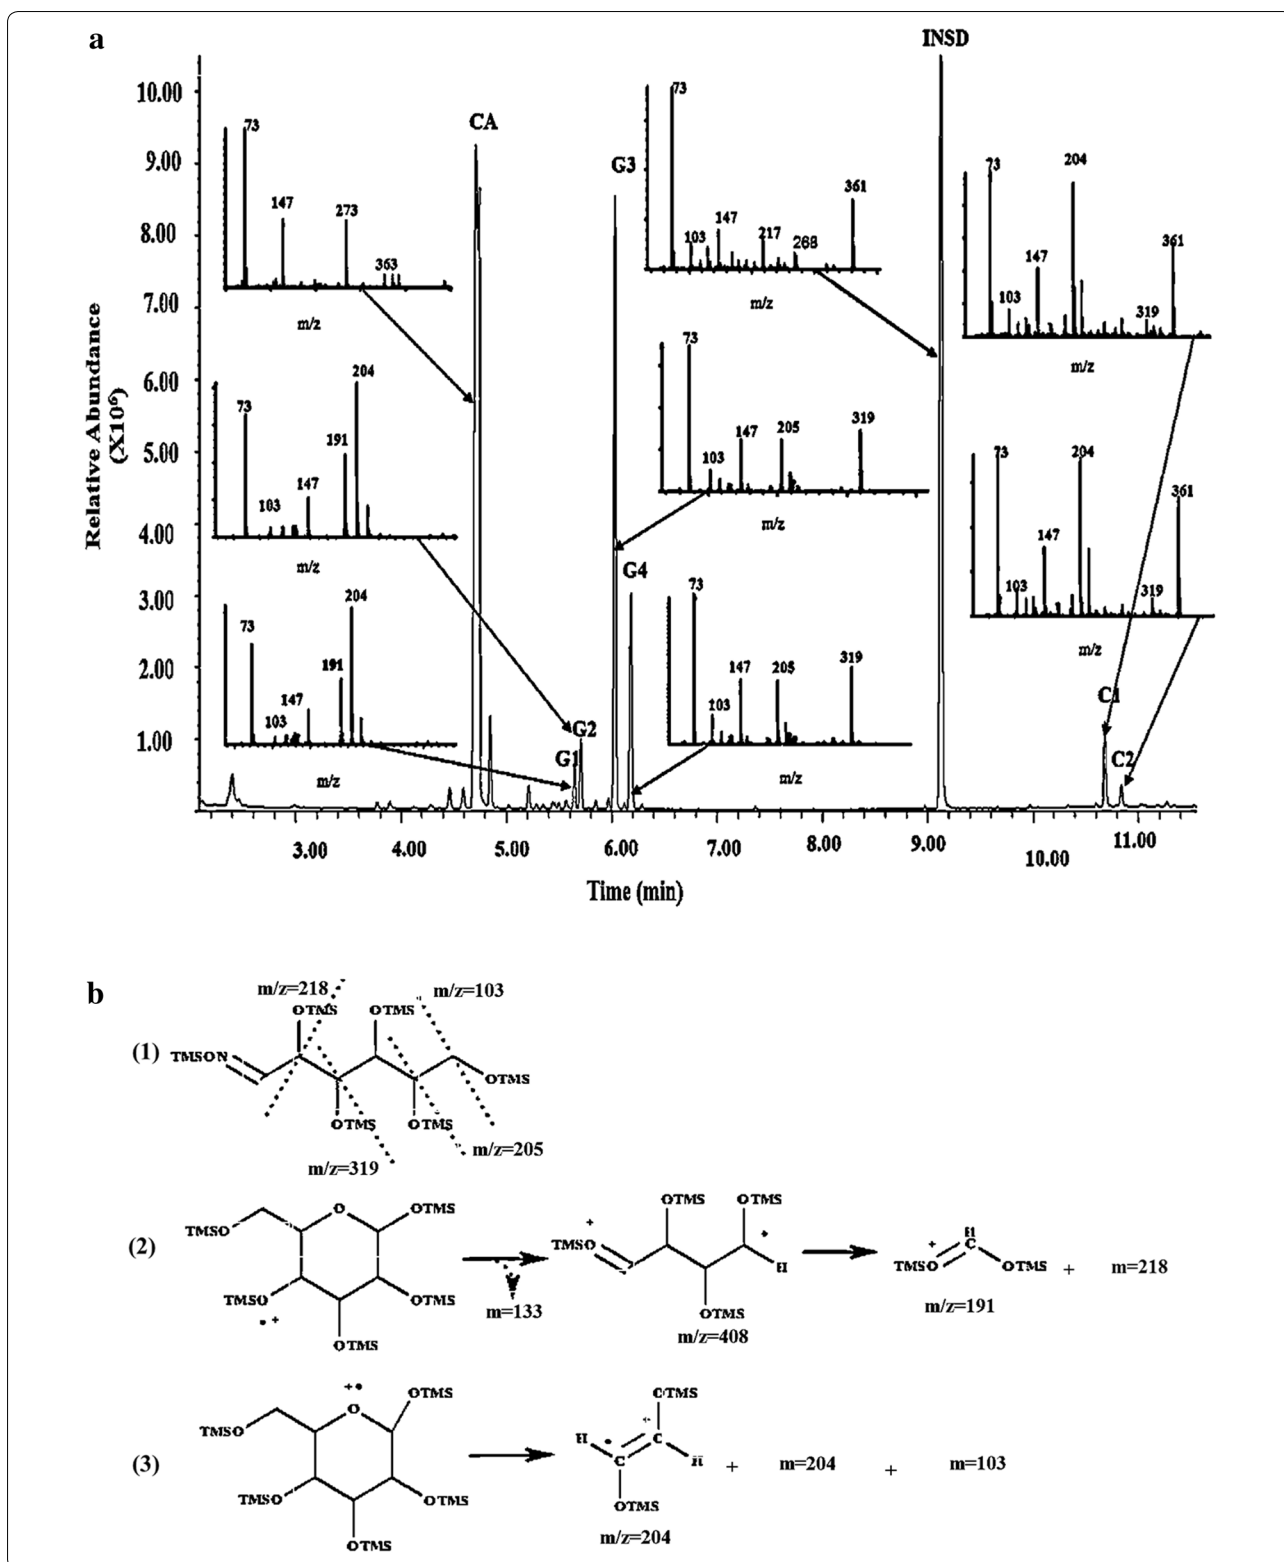 a
INSD
10.00
9.00
8.00
7.00
6.00
5.00
4.00
3.00
2.00
1.00
Relative Abundance
(X10⁶)
CA
G3
G4
G2
G1
C1
C2
73
147
273
363
m/z
73
103
147
191
204
m/z
73
103
147
191
204
m/z
73
103
147
217
268
361
m/z
73
103
147
205
319
m/z
73
103
147
205
319
m/z
73
103
147
204
319
361
m/z
73
103
147
204
319
361
m/z
3.00 4.00 5.00 6.00 7.00 8.00 9.00 10.00 11.00
Time (min)
b
m/z=218 m/z=103
OTMS OTMS
(1) TMSON
OTMS
OTMS OTMS
m/z=205
m/z=319
(2)
O OTMS
TMSO
TMSO OTMS
•+
OTMS
m=133
OTMS OTMS
+ •
TMSO
H
OTMS
m/z=408
H
+ C
TMSO OTMS + m=218
m/z=191
(3)
+•
O OTMS
TMSO
TMSO OTMS
OTMS
OTMS
H • +
C
C H
OTMS
m/z=204
+ m=204 + m=103